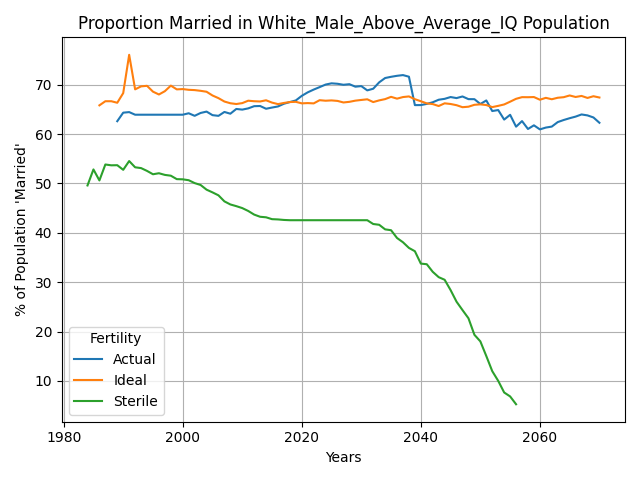 Proportion Married in White_Male_Above_Average_IQ Population
% of Population 'Married'
70
60
50
40
30
20
10
Fertility
Actual
Ideal
Sterile
1980 2000 2020 2040 2060
Years